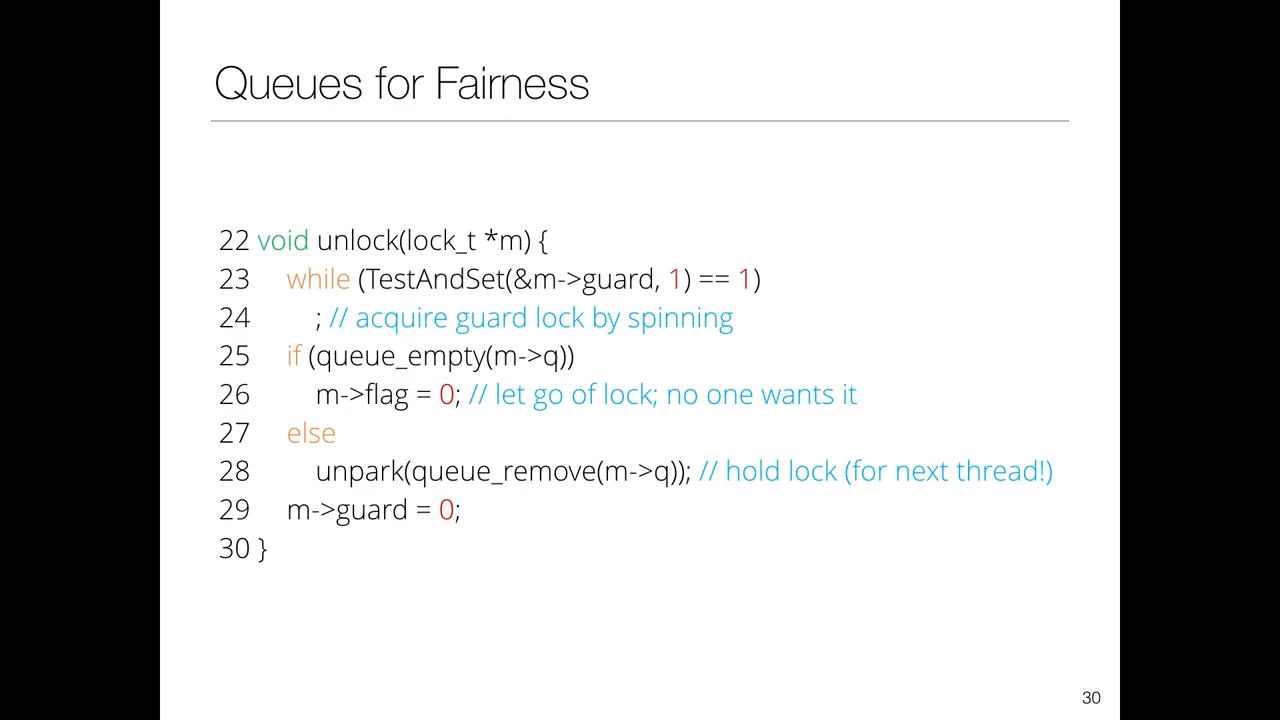 Queues for Fairness
22 void unlock(lock_t *m) {
23 while (TestAndSet(&m->guard, 1) == 1)
24 ; // acquire guard lock by spinning
25 if (queue_empty(m->q))
26 m->flag = 0; // let go of lock; no one wants it
27 else
28 unpark(queue_remove(m->q)); // hold lock (for next thread!)
29 m->guard = 0;
30 }
30